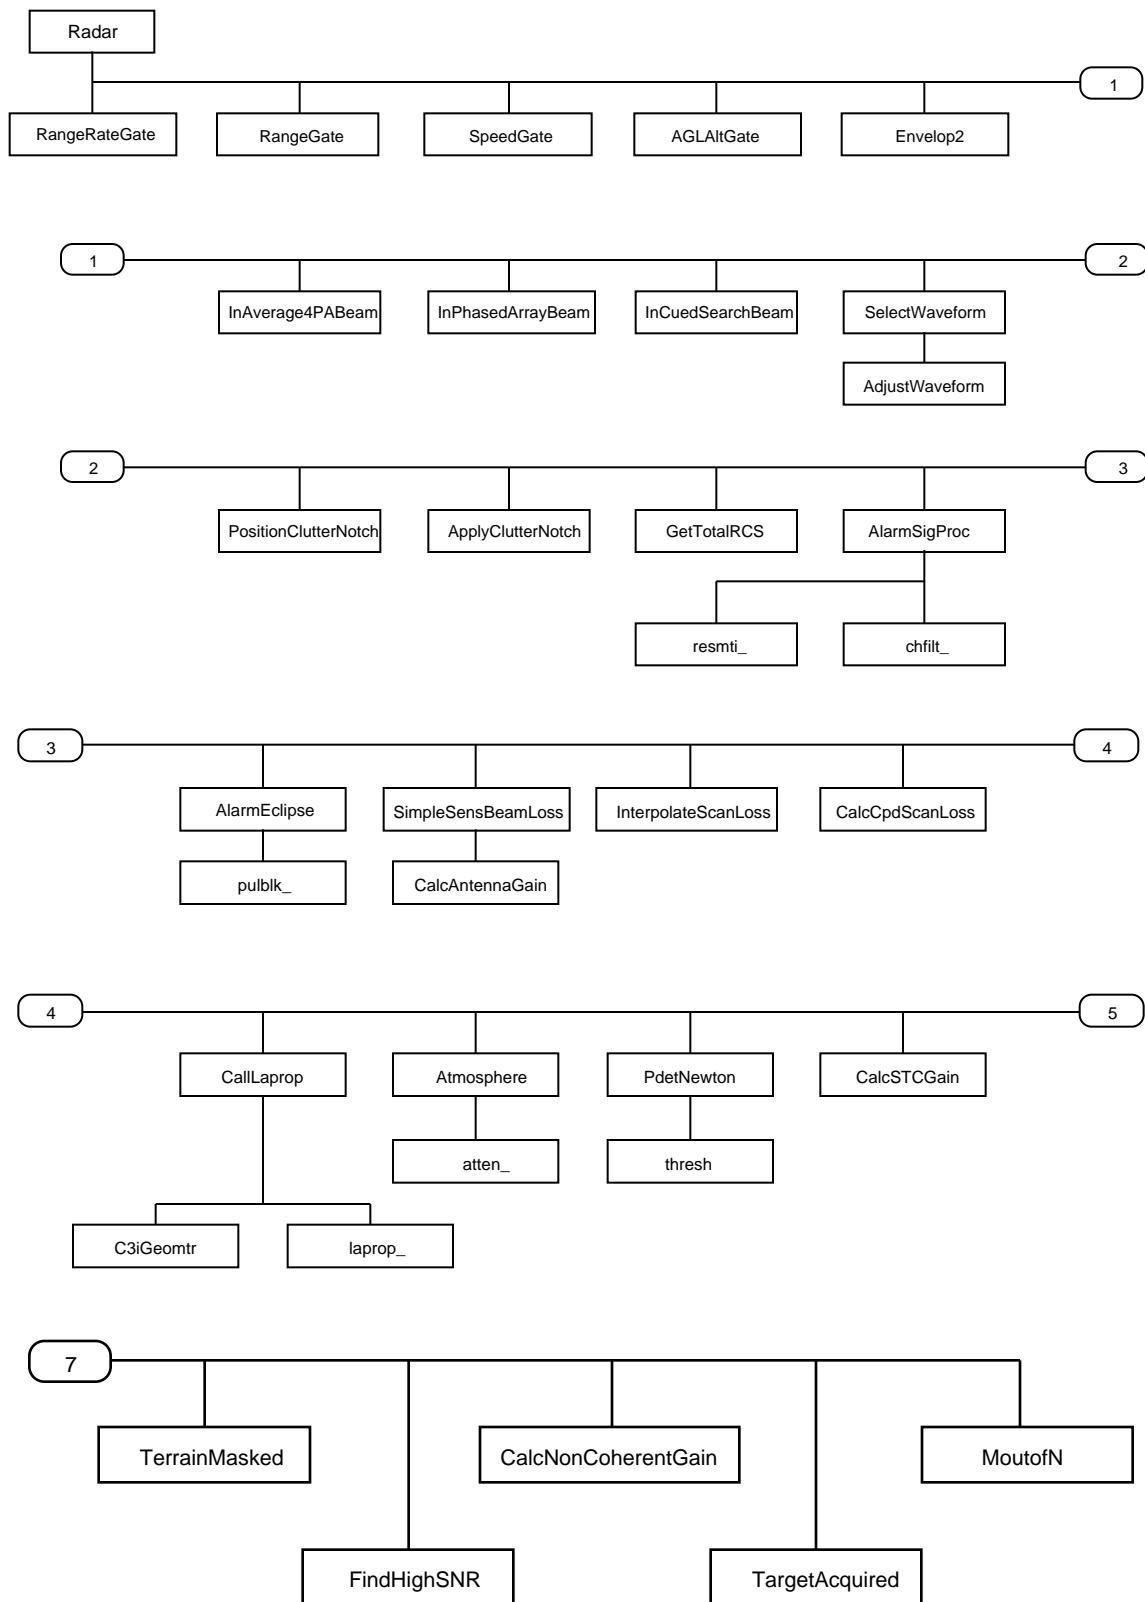 Radar
1
RangeRateGate
RangeGate
SpeedGate
AGLAltGate
Envelop2
1
2
InAverage4PABeam
InPhasedArrayBeam
InCuedSearchBeam
SelectWaveform
AdjustWaveform
2
3
PositionClutterNotch
ApplyClutterNotch
GetTotalRCS
AlarmSigProc
resmti_
chfilt_
3
4
AlarmEclipse
SimpleSensBeamLoss
InterpolateScanLoss
CalcCpdScanLoss
pulblk_
CalcAntennaGain
4
5
CallLaprop
Atmosphere
PdetNewton
CalcSTCGain
atten_
thresh
C3iGeomtr
laprop_
7
TerrainMasked
CalcNonCoherentGain
MoutofN
FindHighSNR
TargetAcquired